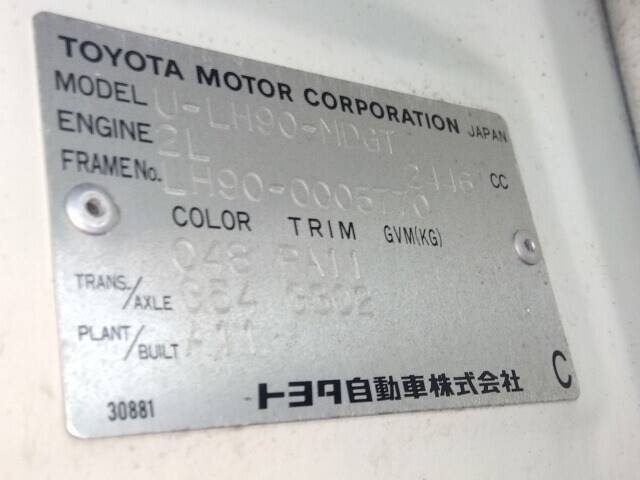 TOYOTA MOTOR CORPORATION JAPAN
MODEL U-LH90-MDGT
ENGINE 2L 2446 CC
FRAME No. LH90-0005770
COLOR TRIM GVM(KG)
048 FA11
TRANS./AXLE G54 G302
PLANT/BUILT A11
トヨタ自動車株式会社 C
30881